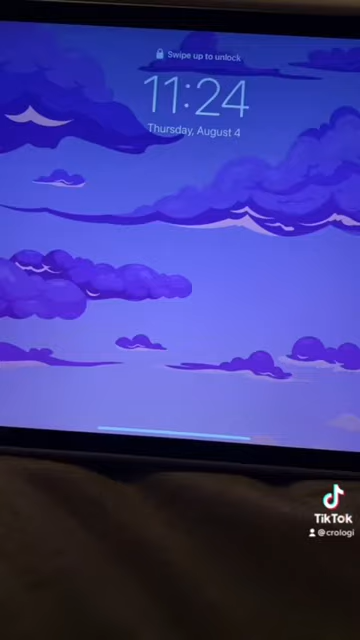 Swipe up to unlock
11:24
Thursday, August 4
TikTok
@crologi